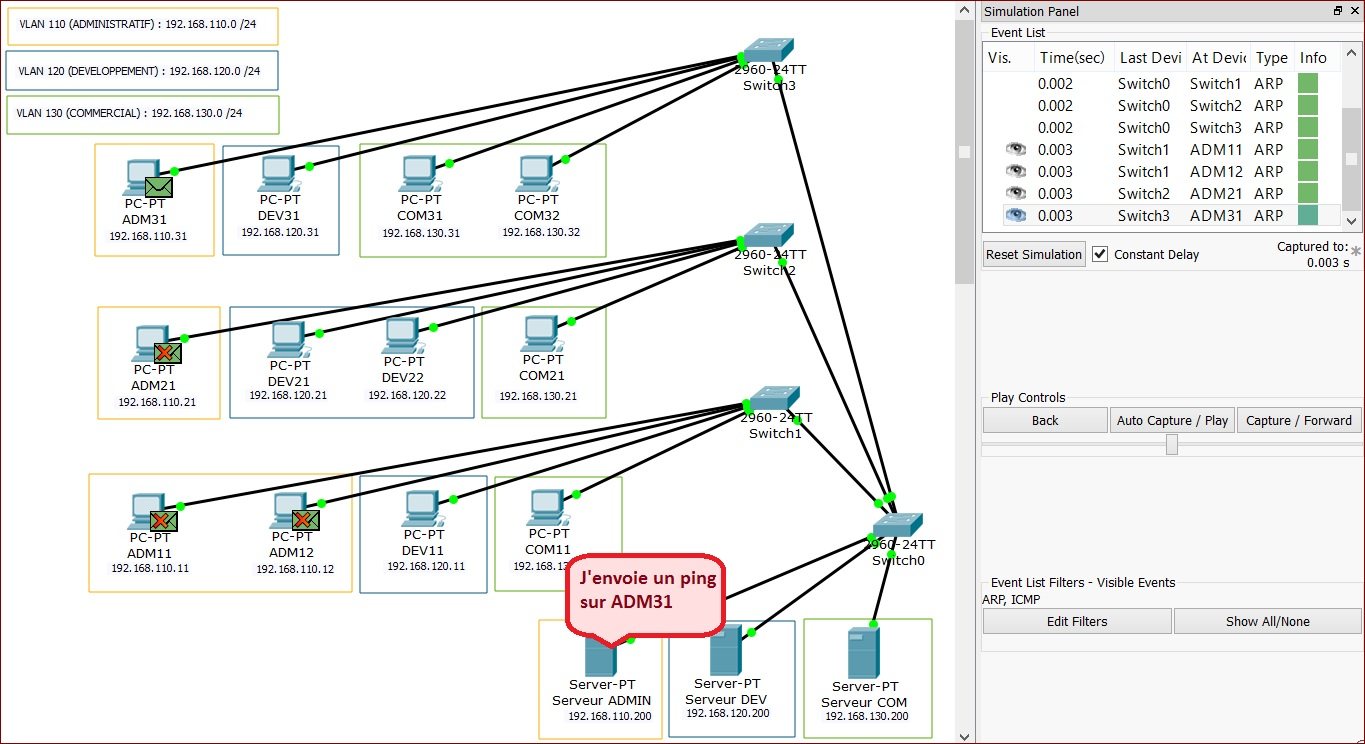 VLAN 110 (ADMINISTRATIF) : 192.168.110.0 /24
VLAN 120 (DEVELOPPEMENT) : 192.168.120.0 /24
VLAN 130 (COMMERCIAL) : 192.168.130.0 /24
2960-24TT
Switch3
PC-PT
ADM31
192.168.110.31
PC-PT
DEV31
192.168.120.31
PC-PT
COM31
192.168.130.31
PC-PT
COM32
192.168.130.32
2960-24TT
Switch2
PC-PT
ADM21
192.168.110.21
PC-PT
DEV21
192.168.120.21
PC-PT
DEV22
192.168.120.22
PC-PT
COM21
192.168.130.21
2960-24TT
Switch1
PC-PT
ADM11
192.168.110.11
PC-PT
ADM12
192.168.110.12
PC-PT
DEV11
192.168.120.11
PC-PT
COM11
2960-24TT
Switch0
J'envoie un ping
sur ADM31
Server-PT
Serveur ADMIN
192.168.110.200
Server-PT
Serveur DEV
192.168.120.200
Server-PT
Serveur COM
192.168.130.200
Simulation Panel
Event List
Vis. Time(sec) Last Devi At Devic Type Info
0.002 Switch0 Switch1 ARP
0.002 Switch0 Switch2 ARP
0.002 Switch0 Switch3 ARP
0.003 Switch1 ADM11 ARP
0.003 Switch1 ADM12 ARP
0.003 Switch2 ADM21 ARP
0.003 Switch3 ADM31 ARP
Reset Simulation Constant Delay
Captured to: *
0.003 s
Play Controls
Back Auto Capture / Play Capture / Forward
Event List Filters - Visible Events
ARP, ICMP
Edit Filters Show All/None